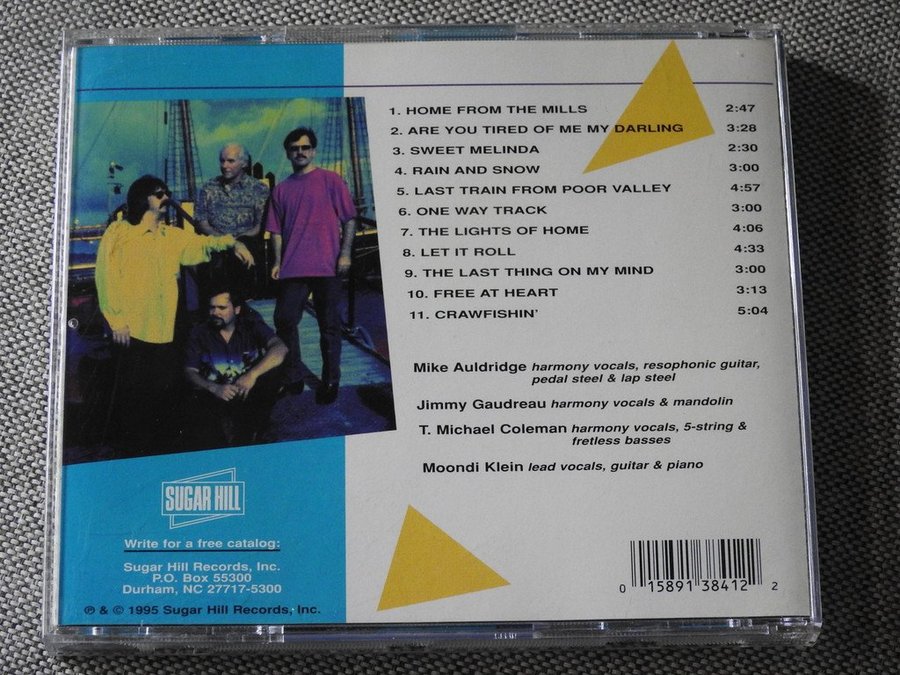 1. HOME FROM THE MILLS 2:47
2. ARE YOU TIRED OF ME MY DARLING 3:28
3. SWEET MELINDA 2:30
4. RAIN AND SNOW 3:00
5. LAST TRAIN FROM POOR VALLEY 4:57
6. ONE WAY TRACK 3:00
7. THE LIGHTS OF HOME 4:06
8. LET IT ROLL 4:33
9. THE LAST THING ON MY MIND 3:00
10. FREE AT HEART 3:13
11. CRAWFISHIN' 5:04
Mike Auldridge harmony vocals, resophonic guitar,
pedal steel & lap steel
Jimmy Gaudreau harmony vocals & mandolin
T. Michael Coleman harmony vocals, 5-string &
fretless basses
Moondi Klein lead vocals, guitar & piano
SUGAR HILL
Write for a free catalog:
Sugar Hill Records, Inc.
P.O. Box 55300
Durham, NC 27717-5300
℗ & © 1995 Sugar Hill Records, Inc.
0 15891 38412 2